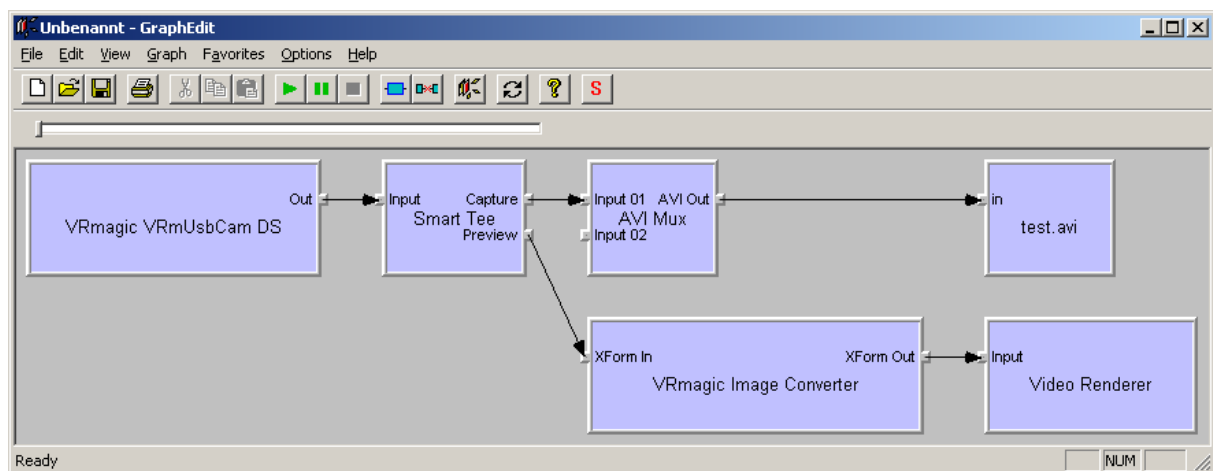 Unbenannt - GraphEdit
File Edit View Graph Favorites Options Help
S
Out
VRmagic VRmUsbCam DS
Input Capture
Smart Tee
Preview
Input 01 AVI Out
AVI Mux
Input 02
in
test.avi
XForm In XForm Out
VRmagic Image Converter
Input
Video Renderer
Ready
NUM